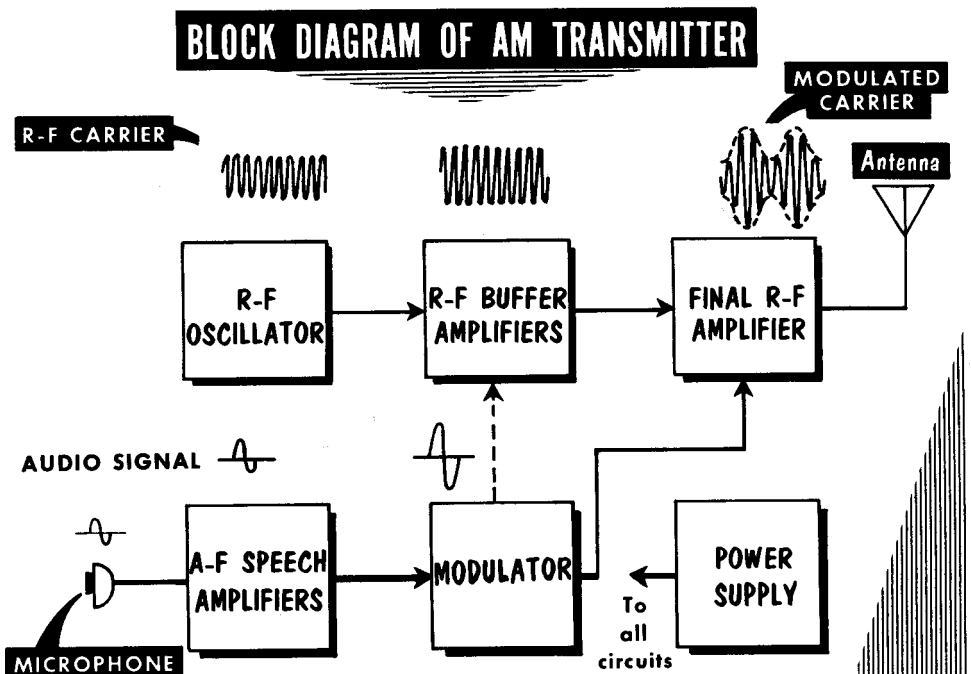 BLOCK DIAGRAM OF AM TRANSMITTER
MODULATED
CARRIER
R-F CARRIER
Antenna
R-F
OSCILLATOR
R-F BUFFER
AMPLIFIERS
FINAL R-F
AMPLIFIER
AUDIO SIGNAL
A-F SPEECH
AMPLIFIERS
MODULATOR
POWER
SUPPLY
To
all
circuits
MICROPHONE